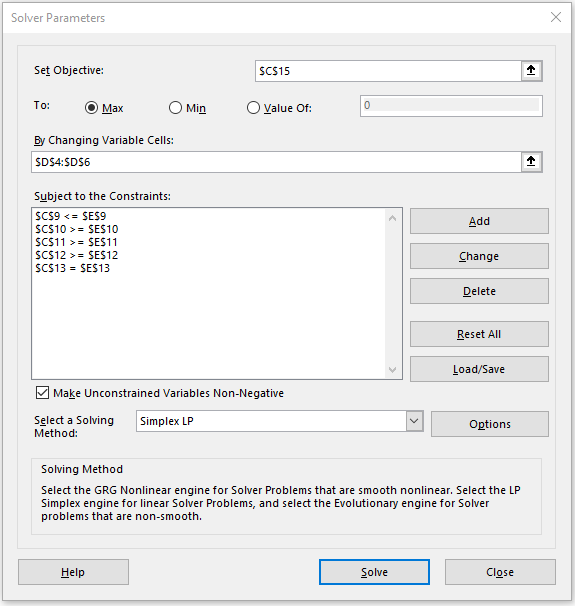 Solver Parameters
Set Objective:
$C$15
To:
Max
Min
Value Of:
0
By Changing Variable Cells:
$D$4:$D$6
Subject to the Constraints:
$C$9 <= $E$9
$C$10 >= $E$10
$C$11 >= $E$11
$C$12 >= $E$12
$C$13 = $E$13
Add
Change
Delete
Reset All
Load/Save
Make Unconstrained Variables Non-Negative
Select a Solving
Method:
Simplex LP
Options
Solving Method
Select the GRG Nonlinear engine for Solver Problems that are smooth nonlinear. Select the LP
Simplex engine for linear Solver Problems, and select the Evolutionary engine for Solver
problems that are non-smooth.
Help
Solve
Close